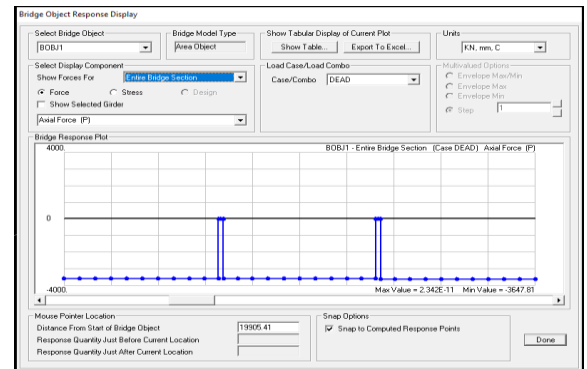 Bridge Object Response Display
Select Bridge Object
BOBJ1
Bridge Model Type
Area Object
Show Tabular Display of Current Plot
Show Table...
Export To Excel...
Units
KN, mm, C
Select Display Component
Show Forces For
Entire Bridge Section
Force
Stress
Design
Show Selected Girder
Axial Force (P)
Load Case/Load Combo
Case/Combo
DEAD
Multivalued Options
Envelope Max/Min
Envelope Max
Envelope Min
Step
1
Bridge Response Plot
4000.
BOBJ1 - Entire Bridge Section (Case DEAD) Axial Force (P)
0
-4000.
Max Value = 2.342E-11 Min Value = -3647.81
Mouse Pointer Location
Distance From Start of Bridge Object
19905.41
Response Quantity Just Before Current Location
Response Quantity Just After Current Location
Snap Options
Snap to Computed Response Points
Done